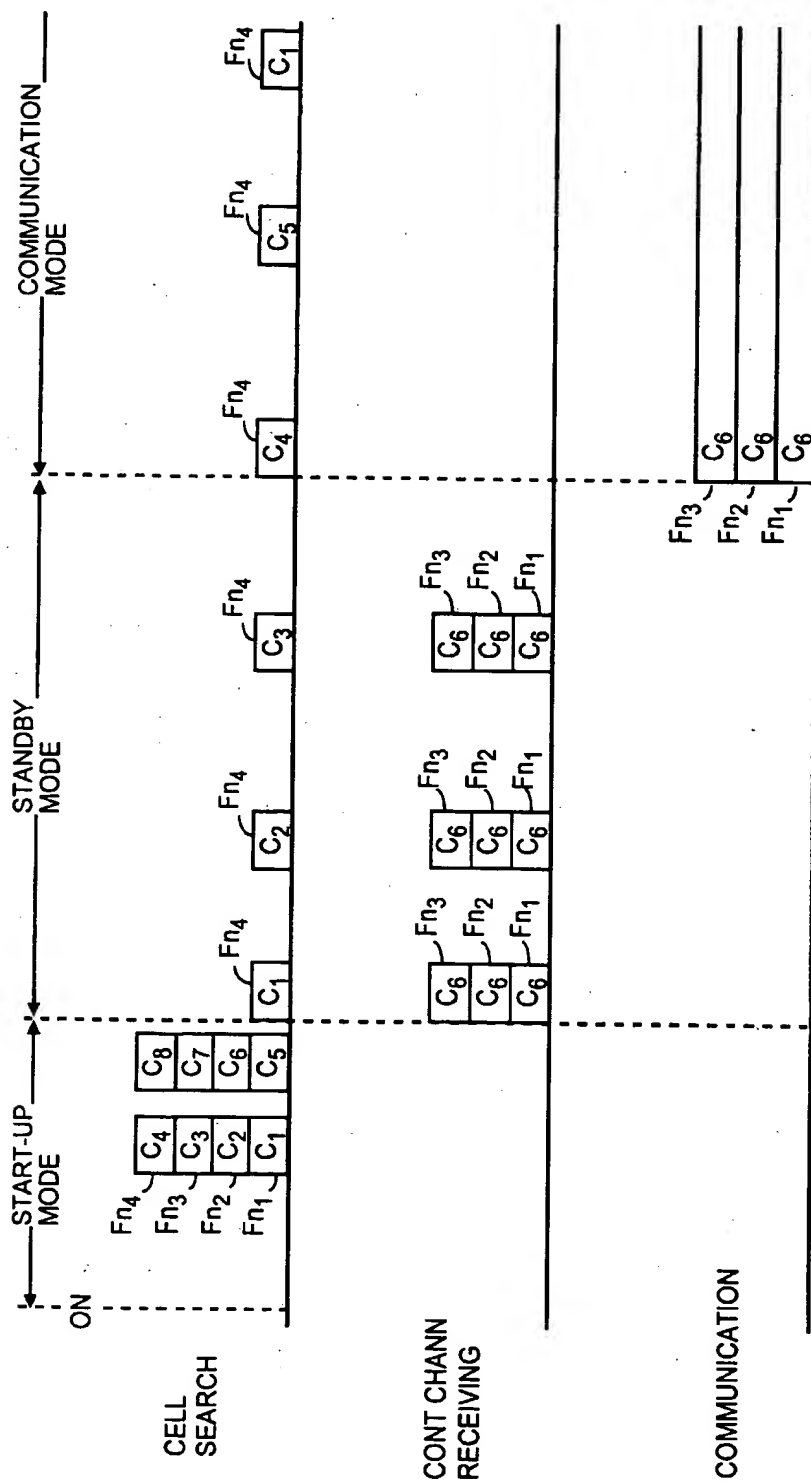 START-UP
MODE
STANDBY
MODE
COMMUNICATION
MODE
ON
CELL
SEARCH
Fn4
Fn3
Fn2
Fn1
C4
C3
C2
C1
C8
C7
C6
C5
Fn4
C1
Fn4
C2
Fn4
C3
Fn4
C4
Fn4
C5
Fn4
C1
CONT CHANN
RECEIVING
Fn3
Fn2
Fn1
C6
C6
C6
Fn3
Fn2
Fn1
C6
C6
C6
Fn3
Fn2
Fn1
C6
C6
C6
COMMUNICATION
Fn3
Fn2
Fn1
C6
C6
C6